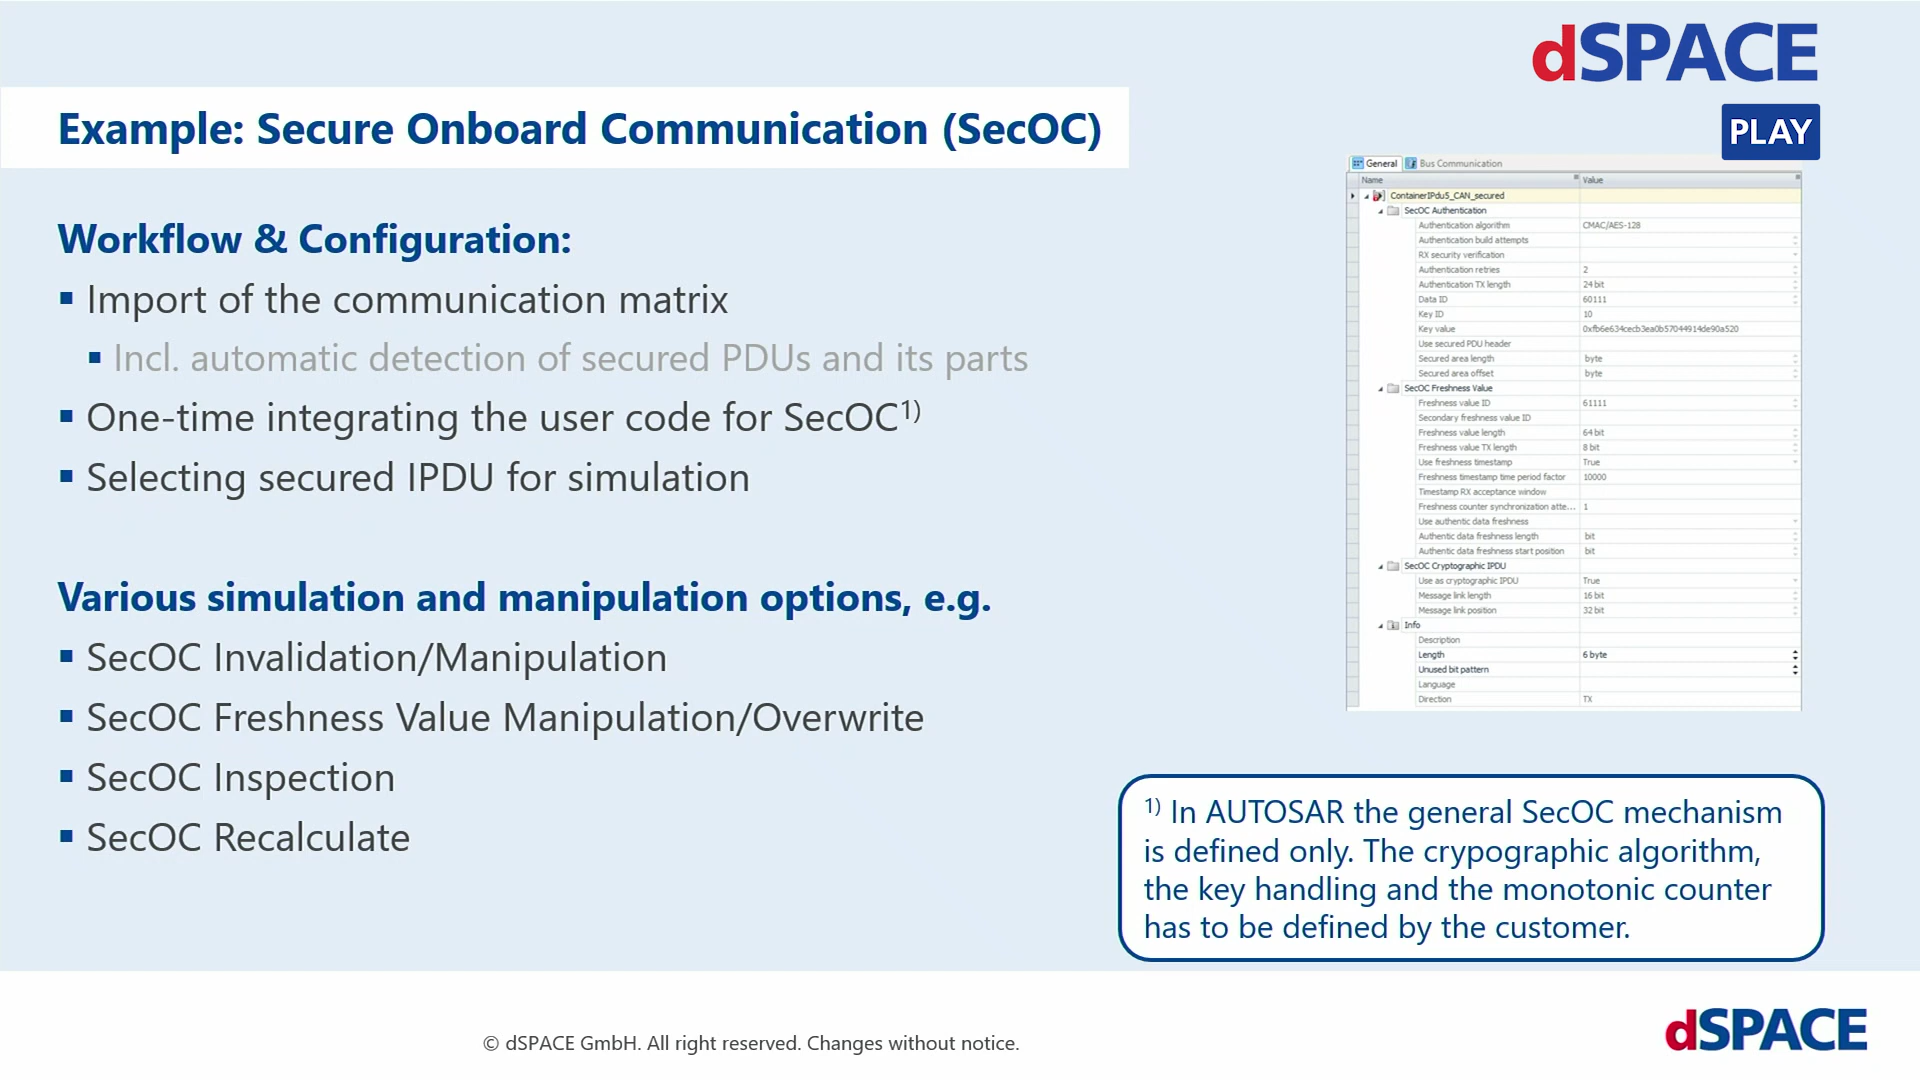 dSPACE
PLAY
Example: Secure Onboard Communication (SecOC)
Workflow & Configuration:
▪ Import of the communication matrix
▪ Incl. automatic detection of secured PDUs and its parts
▪ One-time integrating the user code for SecOC1)
▪ Selecting secured IPDU for simulation
Various simulation and manipulation options, e.g.
▪ SecOC Invalidation/Manipulation
▪ SecOC Freshness Value Manipulation/Overwrite
▪ SecOC Inspection
▪ SecOC Recalculate
General Bus Communication
Name Value
ContainerIPdu5_CAN_secured
SecOC Authentication
Authentication algorithm CMAC/AES-128
Authentication build attempts
RX security verification
Authentication retries 2
Authentication TX length 24 bit
Data ID 60111
Key ID 10
Key value 0xfb6e634cecb3ea0b57044914de90a520
Use secured PDU header
Secured area length byte
Secured area offset byte
SecOC Freshness Value
Freshness value ID 61111
Secondary freshness value ID
Freshness value length 64 bit
Freshness value TX length 8 bit
Use freshness timestamp True
Freshness timestamp time period factor 10000
Timestamp RX acceptance window
Freshness counter synchronization atte... 1
Use authentic data freshness
Authentic data freshness length bit
Authentic data freshness start position bit
SecOC Cryptographic IPDU
Use as cryptographic IPDU True
Message link length 16 bit
Message link position 32 bit
Info
Description
Length 6 byte
Unused bit pattern
Language
Direction TX
1) In AUTOSAR the general SecOC mechanism
is defined only. The crypographic algorithm,
the key handling and the monotonic counter
has to be defined by the customer.
© dSPACE GmbH. All right reserved. Changes without notice.
dSPACE